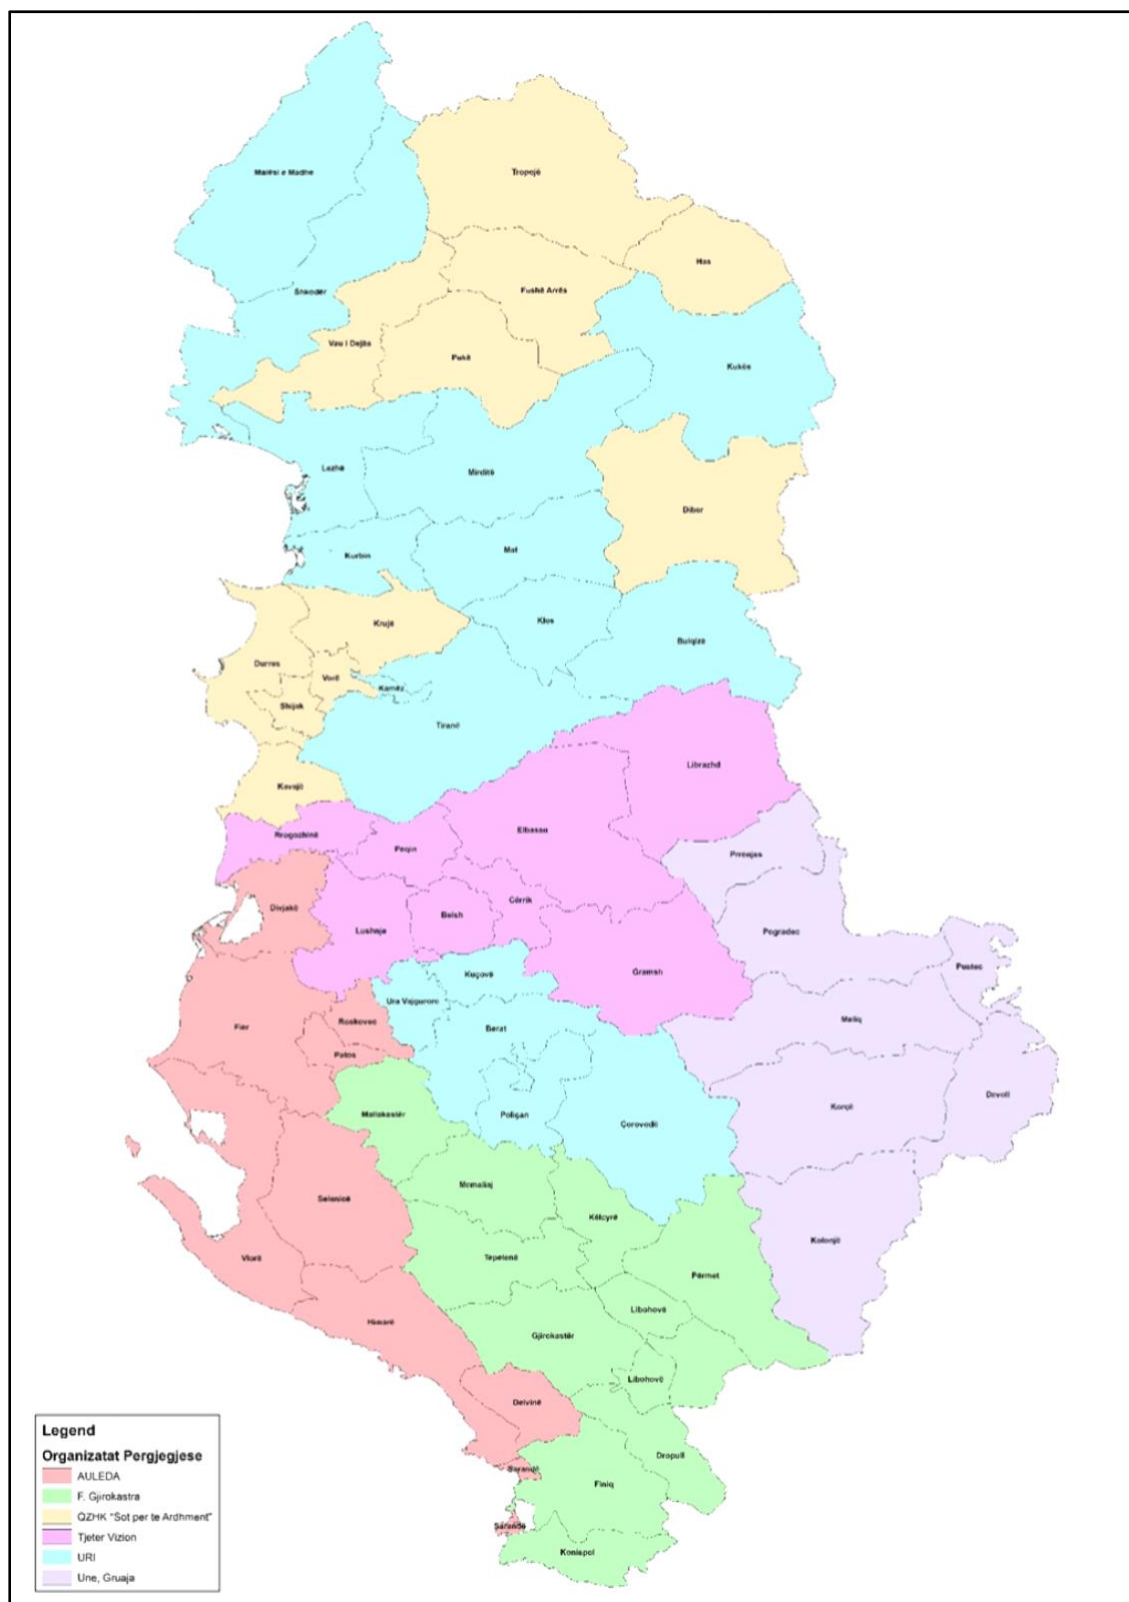 Malësi e Madhe
Tropojë
Has
Shkodër
Fushë Arrës
Vau i Dejës
Pukë
Kukës
Lezhë
Mirditë
Diber
Kurbin
Mat
Krujë
Klos
Bulqizë
Durres
Vorë
Kamëz
Shijak
Tiranë
Librazhd
Kavajë
Rrogozhinë
Elbasan
Peqin
Prrenjas
Cërrik
Divjakë
Belsh
Lushnje
Pogradec
Gramsh
Pustec
Kuçovë
Ura Vajgurore
Roskovec
Maliq
Fier
Berat
Patos
Devoll
Korçë
Mallakastër
Poliçan
Çorovodë
Memaliaj
Selenicë
Këlcyrë
Kolonjë
Vlorë
Tepelenë
Përmet
Libohovë
Himarë
Gjirokastër
Libohovë
Delvinë
Dropull
Sarandë
Finiq
Sarandë
Konispol
Legend
Organizatat Pergjegjese
AULEDA
F. Gjirokastra
QZHK "Sot per te Ardhment"
Tjeter Vizion
URI
Une, Gruaja